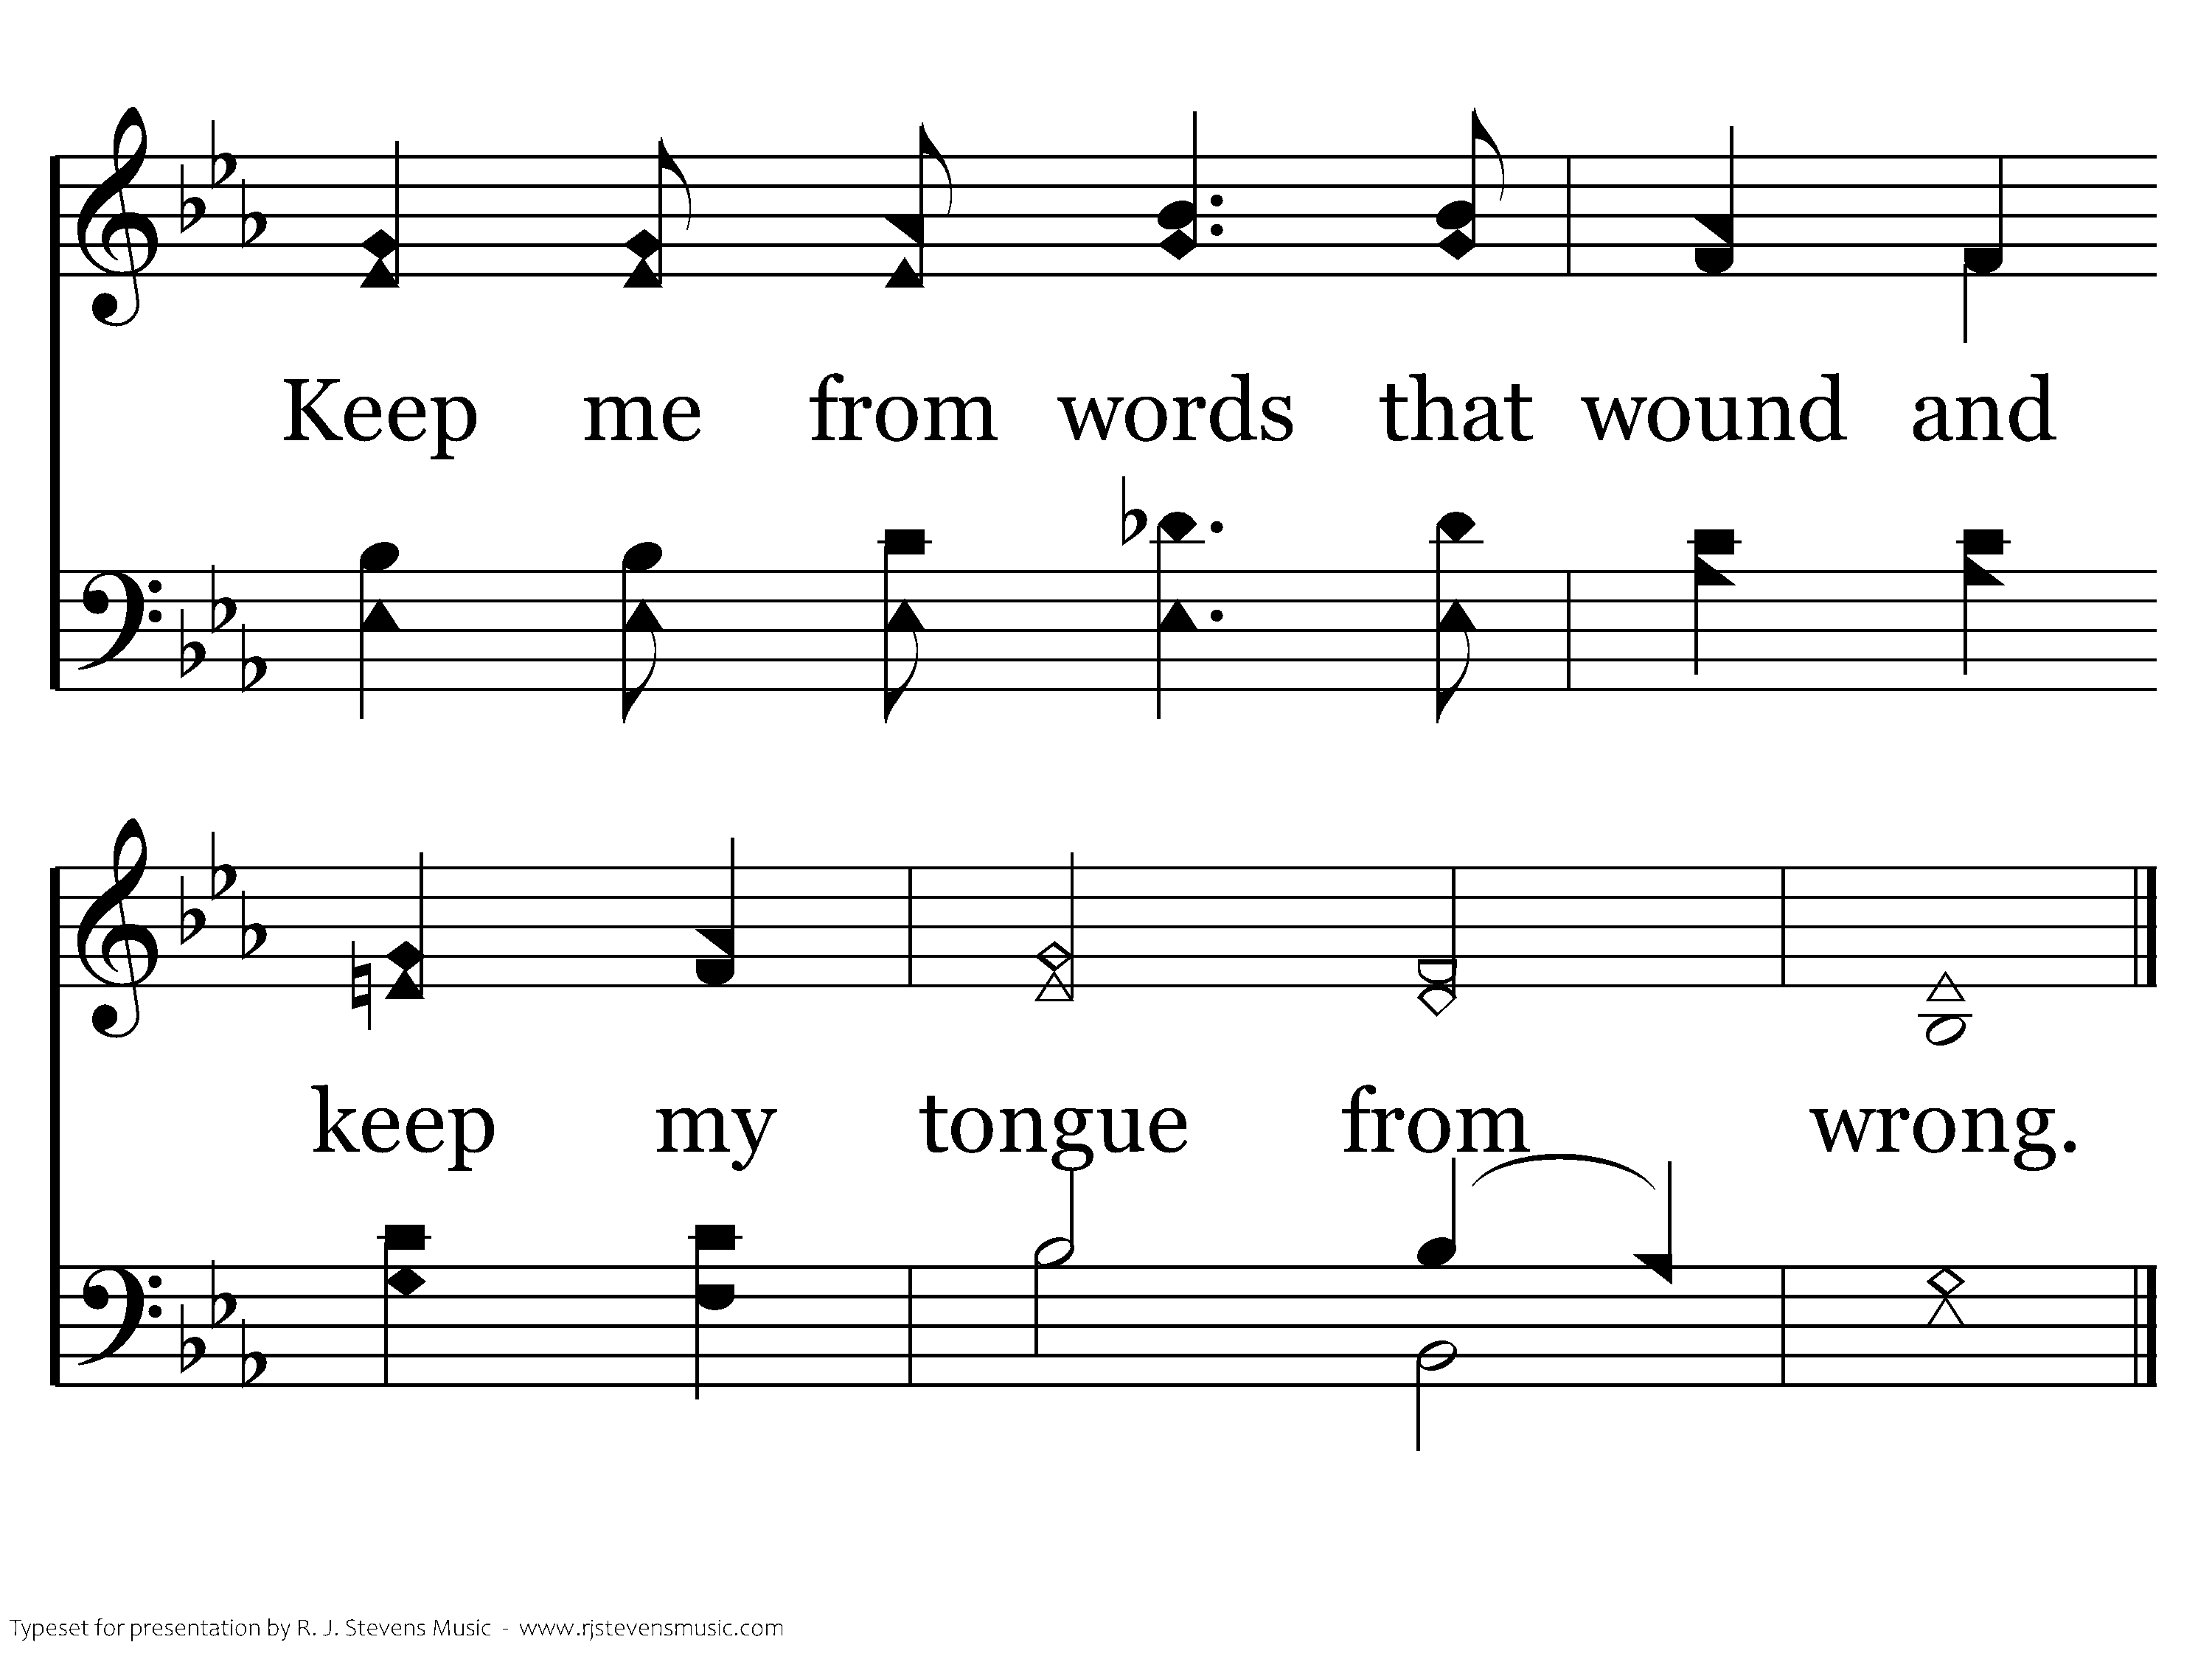 Keep me from words that wound and
keep my tongue from wrong.
Typeset for presentation by R. J. Stevens Music - www.rjstevensmusic.com